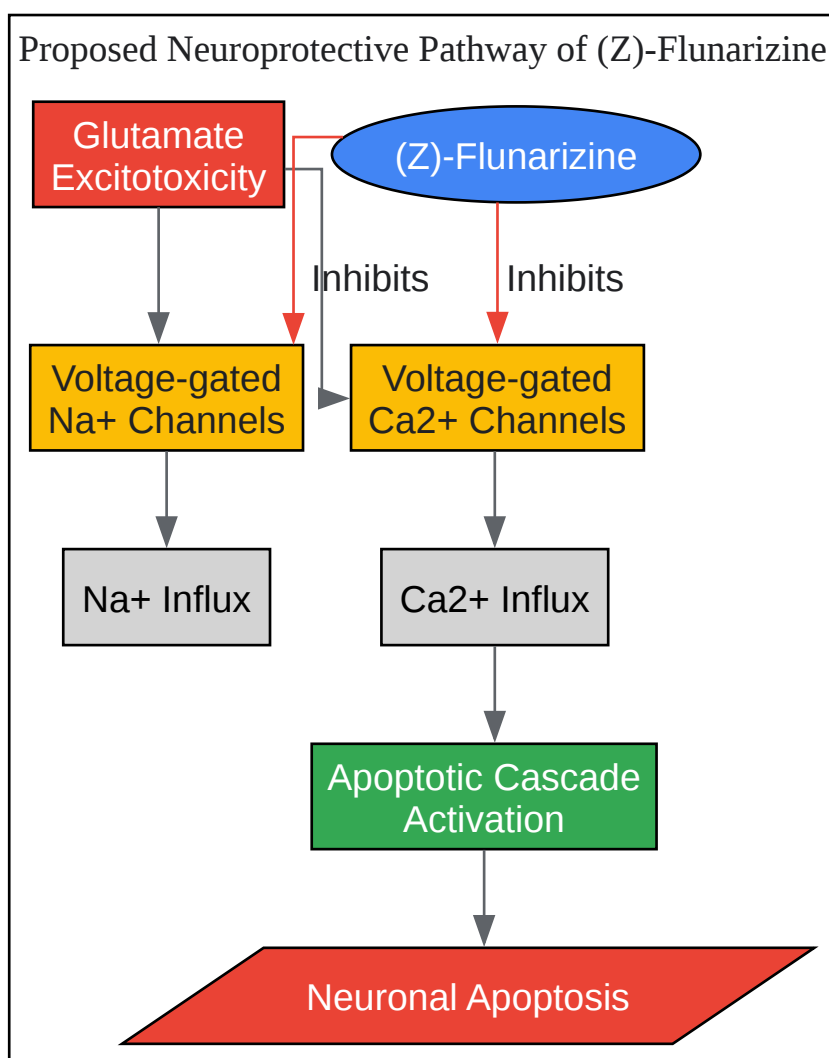 Proposed Neuroprotective Pathway of (Z)-Flunarizine
Glutamate
Excitotoxicity
(Z)-Flunarizine
Inhibits
Inhibits
Voltage-gated
Na+ Channels
Voltage-gated
Ca2+ Channels
Na+ Influx
Ca2+ Influx
Apoptotic Cascade
Activation
Neuronal Apoptosis